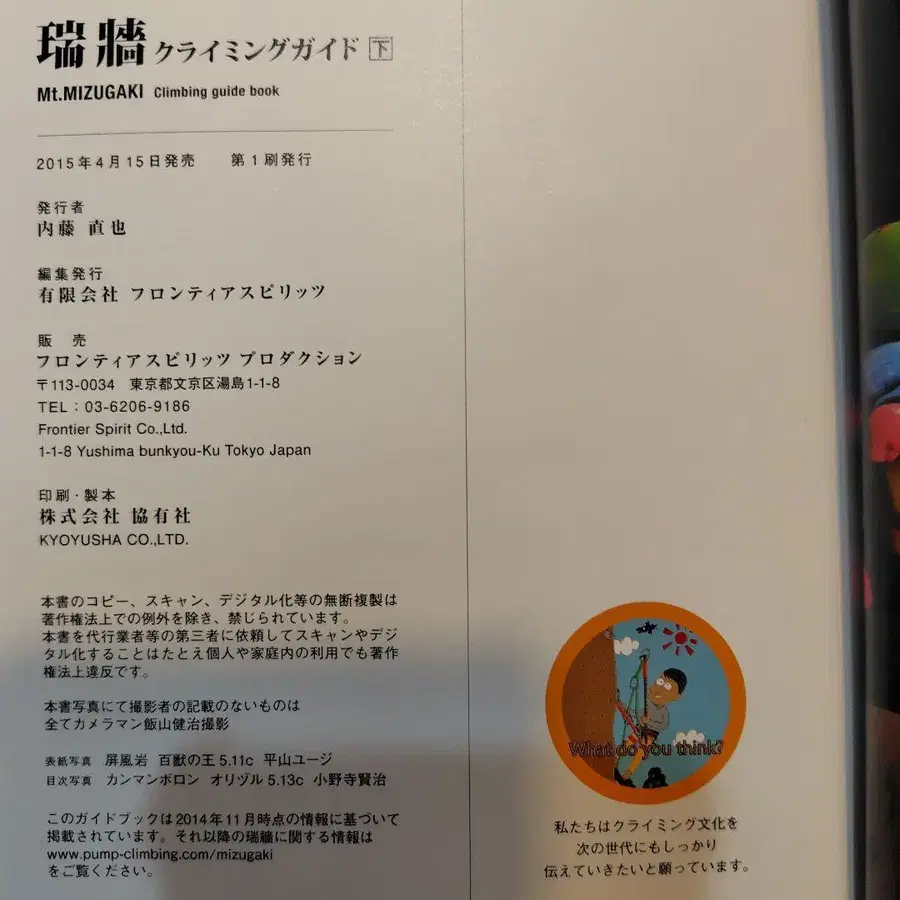 瑞牆 クライミングガイド 下
Mt.MIZUGAKI Climbing guide book
2015年4月15日発売　第1刷発行
発行者
内藤 直也
編集発行
有限会社 フロンティアスピリッツ
販　売
フロンティアスピリッツ プロダクション
〒113-0034　東京都文京区湯島1-1-8
TEL：03-6206-9186
Frontier Spirit Co.,Ltd.
1-1-8 Yushima bunkyou-Ku Tokyo Japan
印刷・製本
株式会社 協有社
KYOYUSHA CO.,LTD.
本書のコピー、スキャン、デジタル化等の無断複製は
著作権法上での例外を除き、禁じられています。
本書を代行業者等の第三者に依頼してスキャンやデジ
タル化することはたとえ個人や家庭内の利用でも著作
権法上違反です。
本書写真にて撮影者の記載のないものは
全てカメラマン飯山健治撮影
表紙写真　屏風岩　百獣の王 5.11c　平山ユージ
目次写真　カンマンボロン　オリヅル 5.13c　小野寺賢治
このガイドブックは2014年11月時点の情報に基づいて
掲載されています。それ以降の瑞牆に関する情報は
www.pump-climbing.com/mizugaki
をご覧ください。
What do you think?
私たちはクライミング文化を
次の世代にもしっかり
伝えていきたいと願っています。